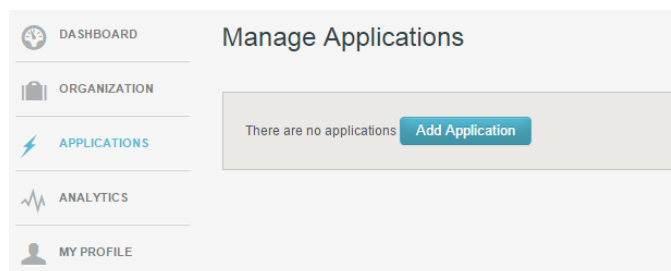 DASHBOARD
Manage Applications
ORGANIZATION
There are no applications Add Application
APPLICATIONS
ANALYTICS
MY PROFILE